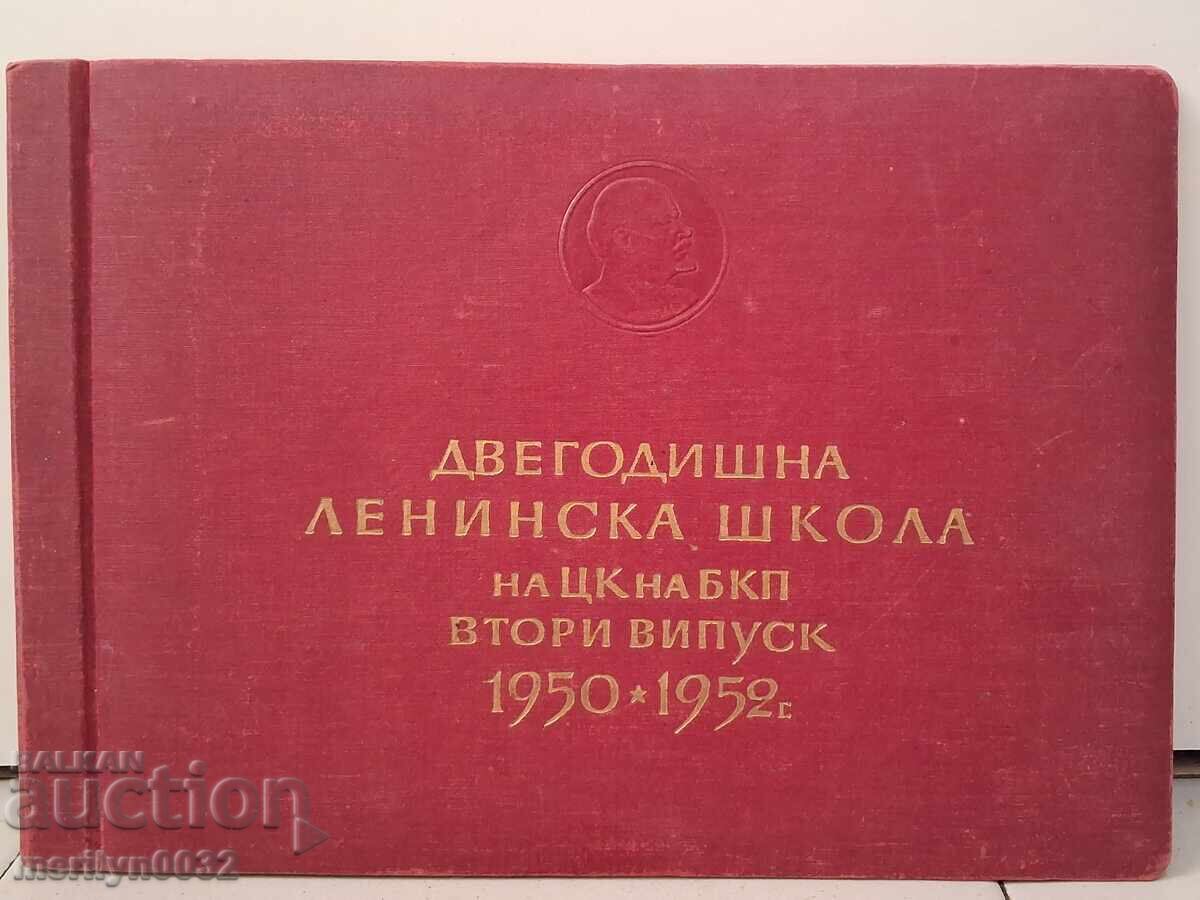 ДВЕГОДИШНА
ЛЕНИНСКА ШКОЛА
НА ЦК НА БКП
ВТОРИ ВИПУСК
1950 ★ 1952 г.
BALKAN
auction
merilyn0032